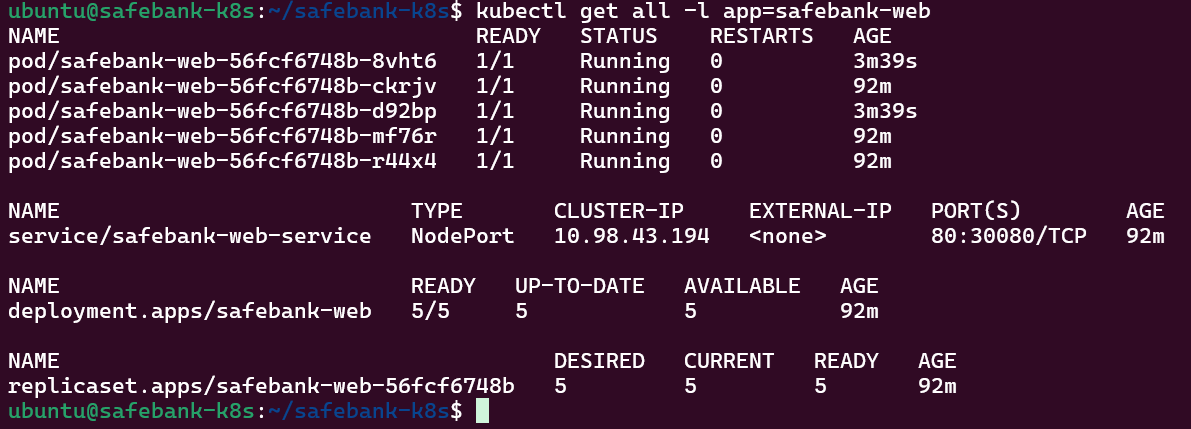 ubuntu@safebank-k8s:~/safebank-k8s$ kubectl get all -l app=safebank-web
NAME READY STATUS RESTARTS AGE
pod/safebank-web-56fcf6748b-8vht6 1/1 Running 0 3m39s
pod/safebank-web-56fcf6748b-ckrjv 1/1 Running 0 92m
pod/safebank-web-56fcf6748b-d92bp 1/1 Running 0 3m39s
pod/safebank-web-56fcf6748b-mf76r 1/1 Running 0 92m
pod/safebank-web-56fcf6748b-r44x4 1/1 Running 0 92m
NAME TYPE CLUSTER-IP EXTERNAL-IP PORT(S) AGE
service/safebank-web-service NodePort 10.98.43.194 <none> 80:30080/TCP 92m
NAME READY UP-TO-DATE AVAILABLE AGE
deployment.apps/safebank-web 5/5 5 5 92m
NAME DESIRED CURRENT READY AGE
replicaset.apps/safebank-web-56fcf6748b 5 5 5 92m
ubuntu@safebank-k8s:~/safebank-k8s$